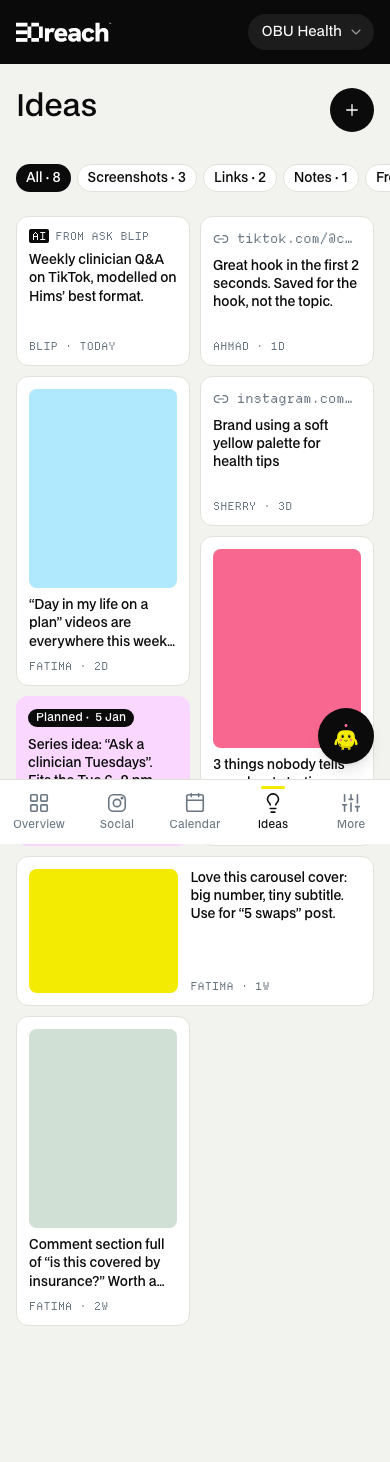 reach
OBU Health
Ideas
All · 8
Screenshots · 3
Links · 2
Notes · 1
AI FROM ASK BLIP
Weekly clinician Q&A
on TikTok, modelled on
Hims’ best format.
BLIP · TODAY
tiktok.com/@c…
Great hook in the first 2
seconds. Saved for the
hook, not the topic.
AHMAD · 1D
“Day in my life on a
plan” videos are
everywhere this week…
FATIMA · 2D
instagram.com…
Brand using a soft
yellow palette for
health tips
SHERRY · 3D
Planned · 5 Jan
Series idea: “Ask a
clinician Tuesdays”.
3 things nobody tells
Overview
Social
Calendar
Ideas
More
Love this carousel cover:
big number, tiny subtitle.
Use for “5 swaps” post.
FATIMA · 1W
Comment section full
of “is this covered by
insurance?” Worth a…
FATIMA · 2W